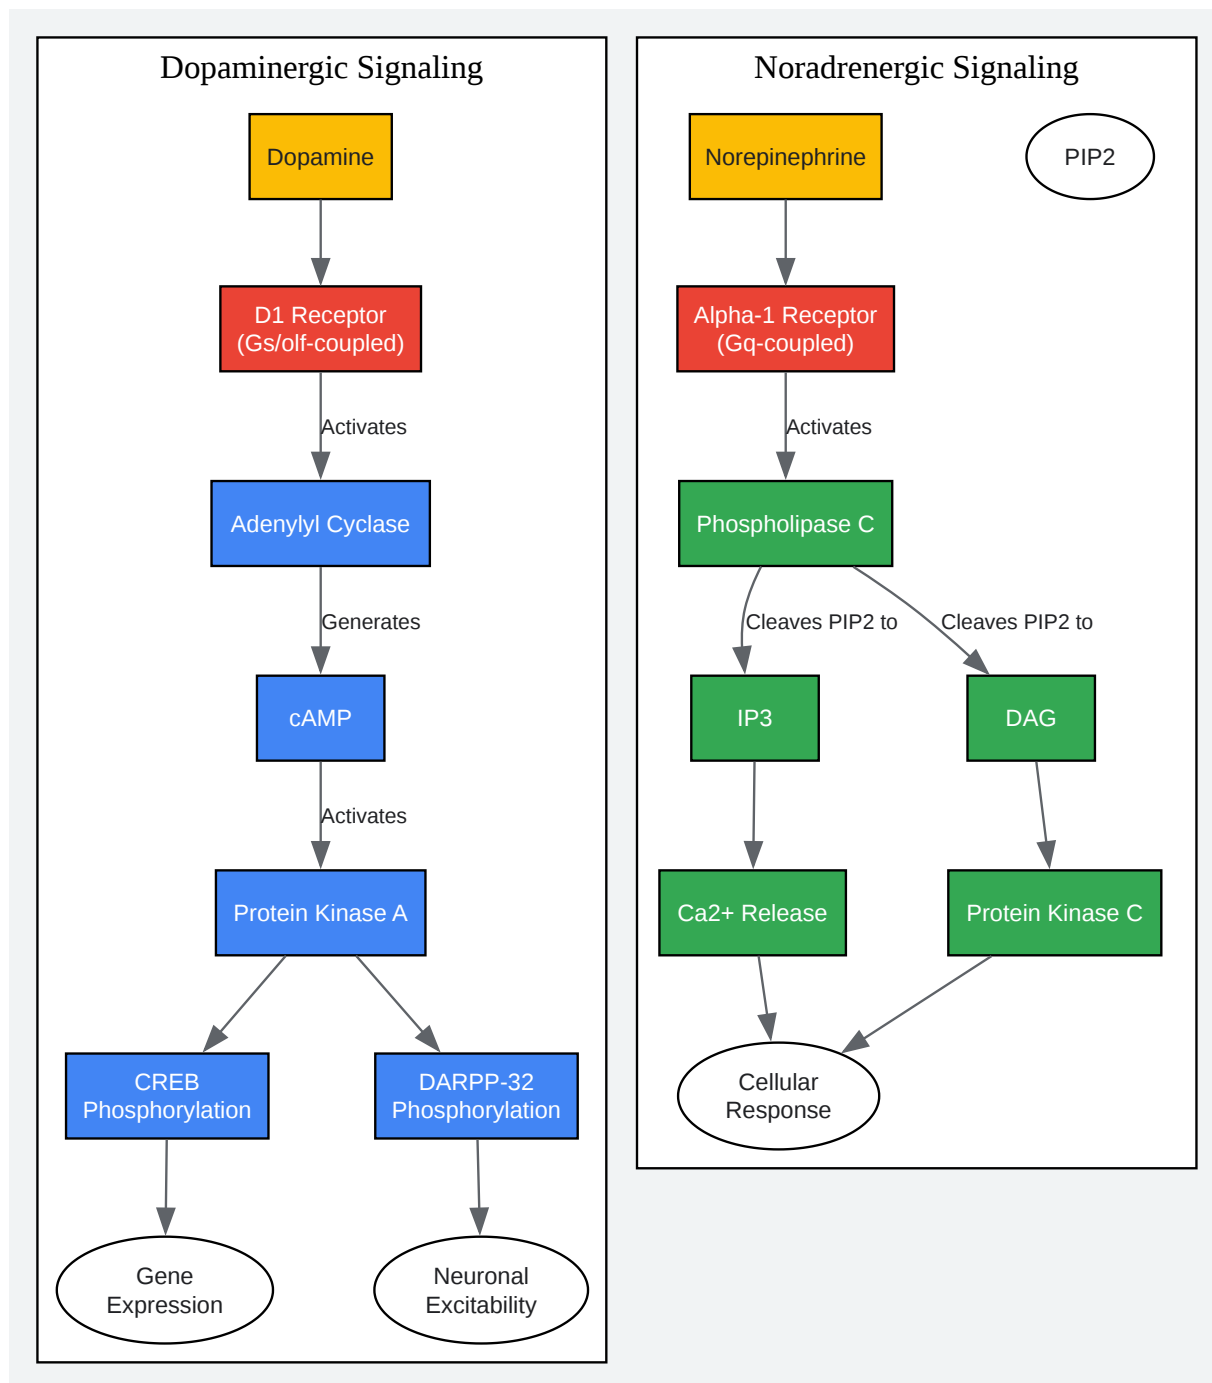 Dopaminergic Signaling
Dopamine
D1 Receptor
(Gs/olf-coupled)
Activates
Adenylyl Cyclase
Generates
cAMP
Activates
Protein Kinase A
CREB
Phosphorylation
DARPP-32
Phosphorylation
Gene
Expression
Neuronal
Excitability
Noradrenergic Signaling
Norepinephrine
PIP2
Alpha-1 Receptor
(Gq-coupled)
Activates
Phospholipase C
Cleaves PIP2 to
Cleaves PIP2 to
IP3
DAG
Ca2+ Release
Protein Kinase C
Cellular
Response